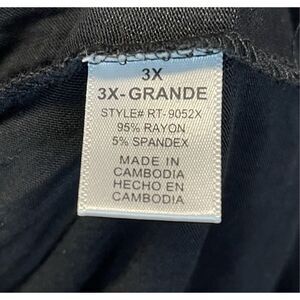 3X
3X-GRANDE
STYLE# RT-9052X
95% RAYON
5% SPANDEX
MADE IN
CAMBODIA
HECHO EN
CAMBODIA